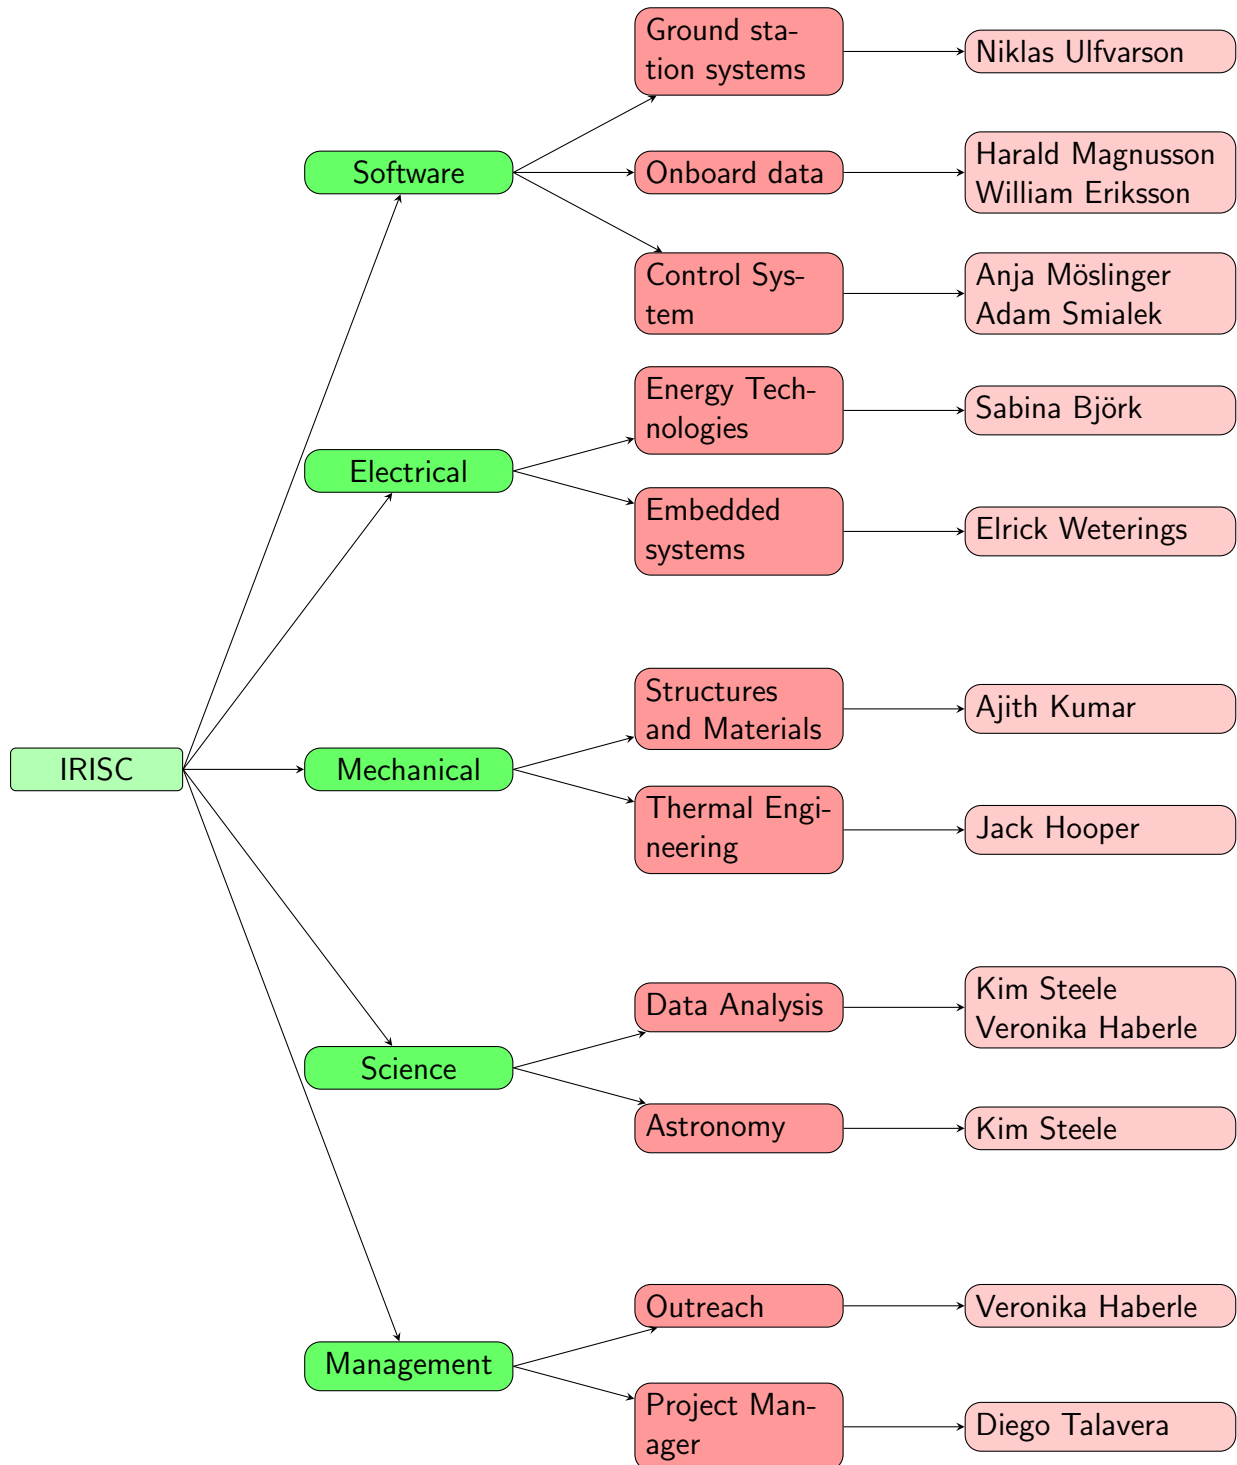 Ground sta-
tion systems
Niklas Ulfvarson
Software
Onboard data
Harald Magnusson
William Eriksson
Control Sys-
tem
Anja Möslinger
Adam Smialek
Energy Tech-
nologies
Sabina Björk
Electrical
Embedded
systems
Elrick Weterings
Structures
and Materials
Ajith Kumar
IRISC
Mechanical
Thermal Engi-
neering
Jack Hooper
Data Analysis
Kim Steele
Veronika Haberle
Science
Astronomy
Kim Steele
Outreach
Veronika Haberle
Management
Project Man-
ager
Diego Talavera